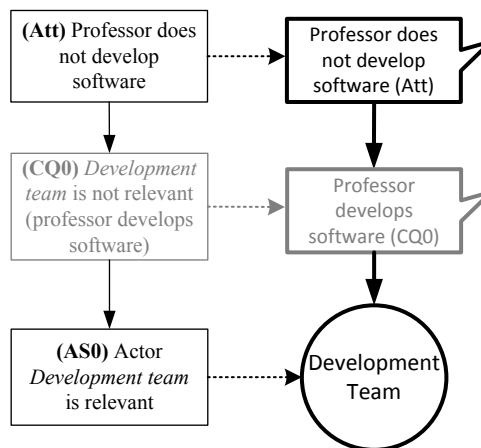 (Att) Professor does
not develop
software
Professor does
not develop
software (Att)
(CQ0) Development
team is not relevant
(professor develops
software)
Professor
develops
software (CQ0)
(AS0) Actor
Development team
is relevant
Development
Team